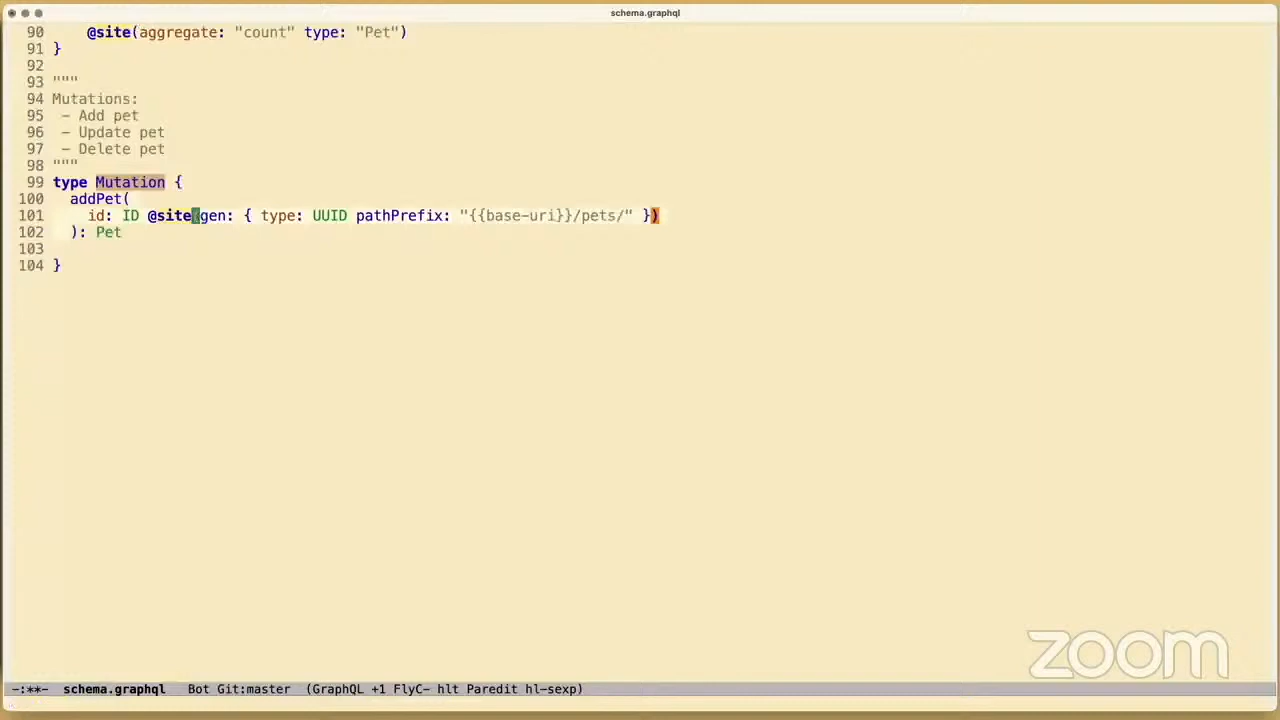 schema.graphql
90 @site(aggregate: "count" type: "Pet")
91 }
92
93 """
94 Mutations:
95 - Add pet
96 - Update pet
97 - Delete pet
98 """
99 type Mutation {
100 addPet(
101 id: ID @site(gen: { type: UUID pathPrefix: "{{base-uri}}/pets/" })
102 ): Pet
103
104 }
zoom
-:**- schema.graphql Bot Git:master (GraphQL +1 FlyC- hlt Paredit hl-sexp)